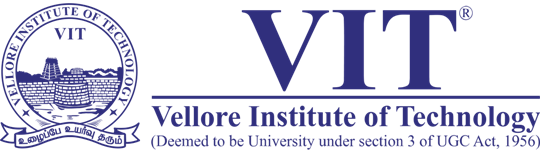 VELLORE INSTITUTE OF TECHNOLOGY
VIT
உழைப்பே உயர்வு தரும்
VIT®
Vellore Institute of Technology
(Deemed to be University under section 3 of UGC Act, 1956)